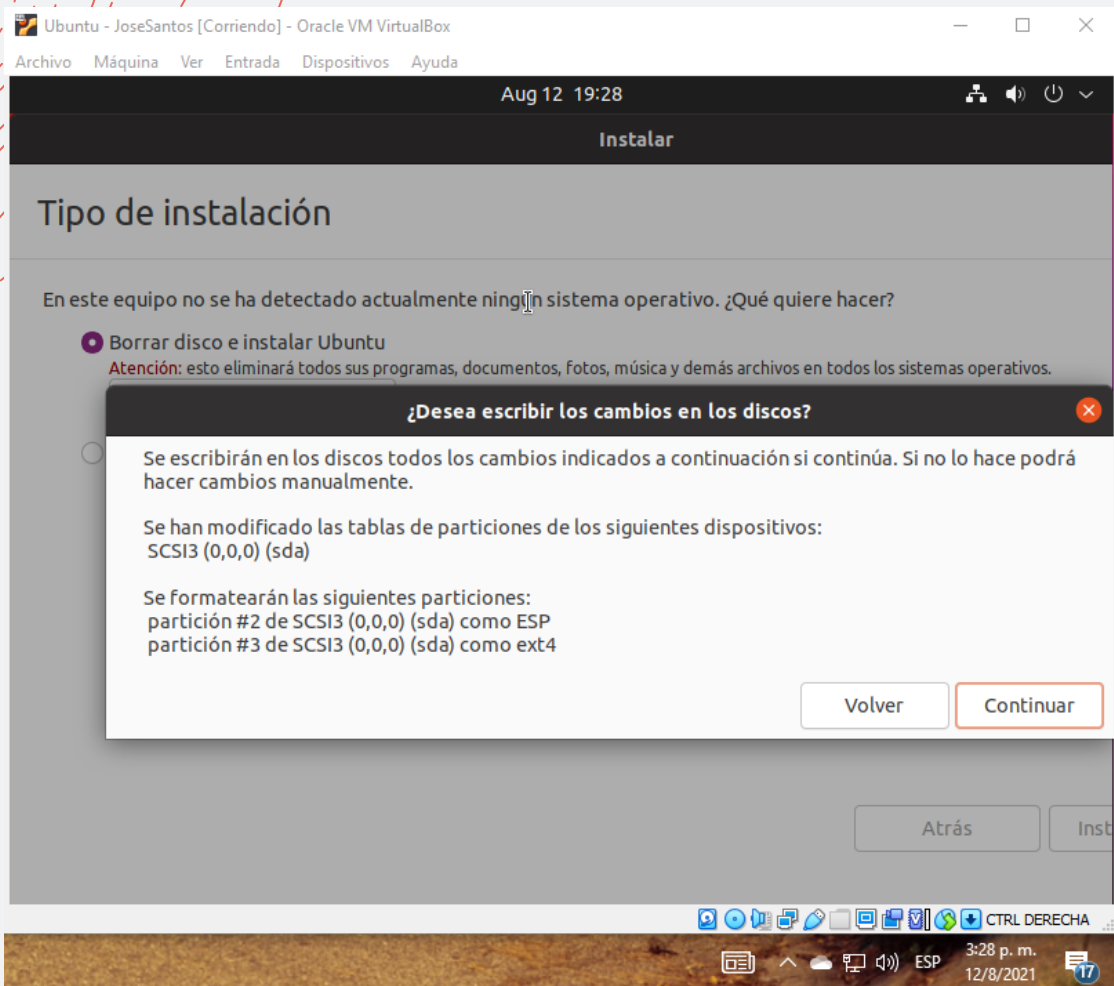 Ubuntu - JoseSantos [Corriendo] - Oracle VM VirtualBox
Archivo Máquina Ver Entrada Dispositivos Ayuda
Aug 12 19:28
Instalar
Tipo de instalación
En este equipo no se ha detectado actualmente ningún sistema operativo. ¿Qué quiere hacer?
Borrar disco e instalar Ubuntu
Atención: esto eliminará todos sus programas, documentos, fotos, música y demás archivos en todos los sistemas operativos.
¿Desea escribir los cambios en los discos?
Se escribirán en los discos todos los cambios indicados a continuación si continúa. Si no lo hace podrá
hacer cambios manualmente.
Se han modificado las tablas de particiones de los siguientes dispositivos:
SCSI3 (0,0,0) (sda)
Se formatearán las siguientes particiones:
partición #2 de SCSI3 (0,0,0) (sda) como ESP
partición #3 de SCSI3 (0,0,0) (sda) como ext4
Volver Continuar
Atrás Inst
CTRL DERECHA
ESP 3:28 p. m.
12/8/2021 17